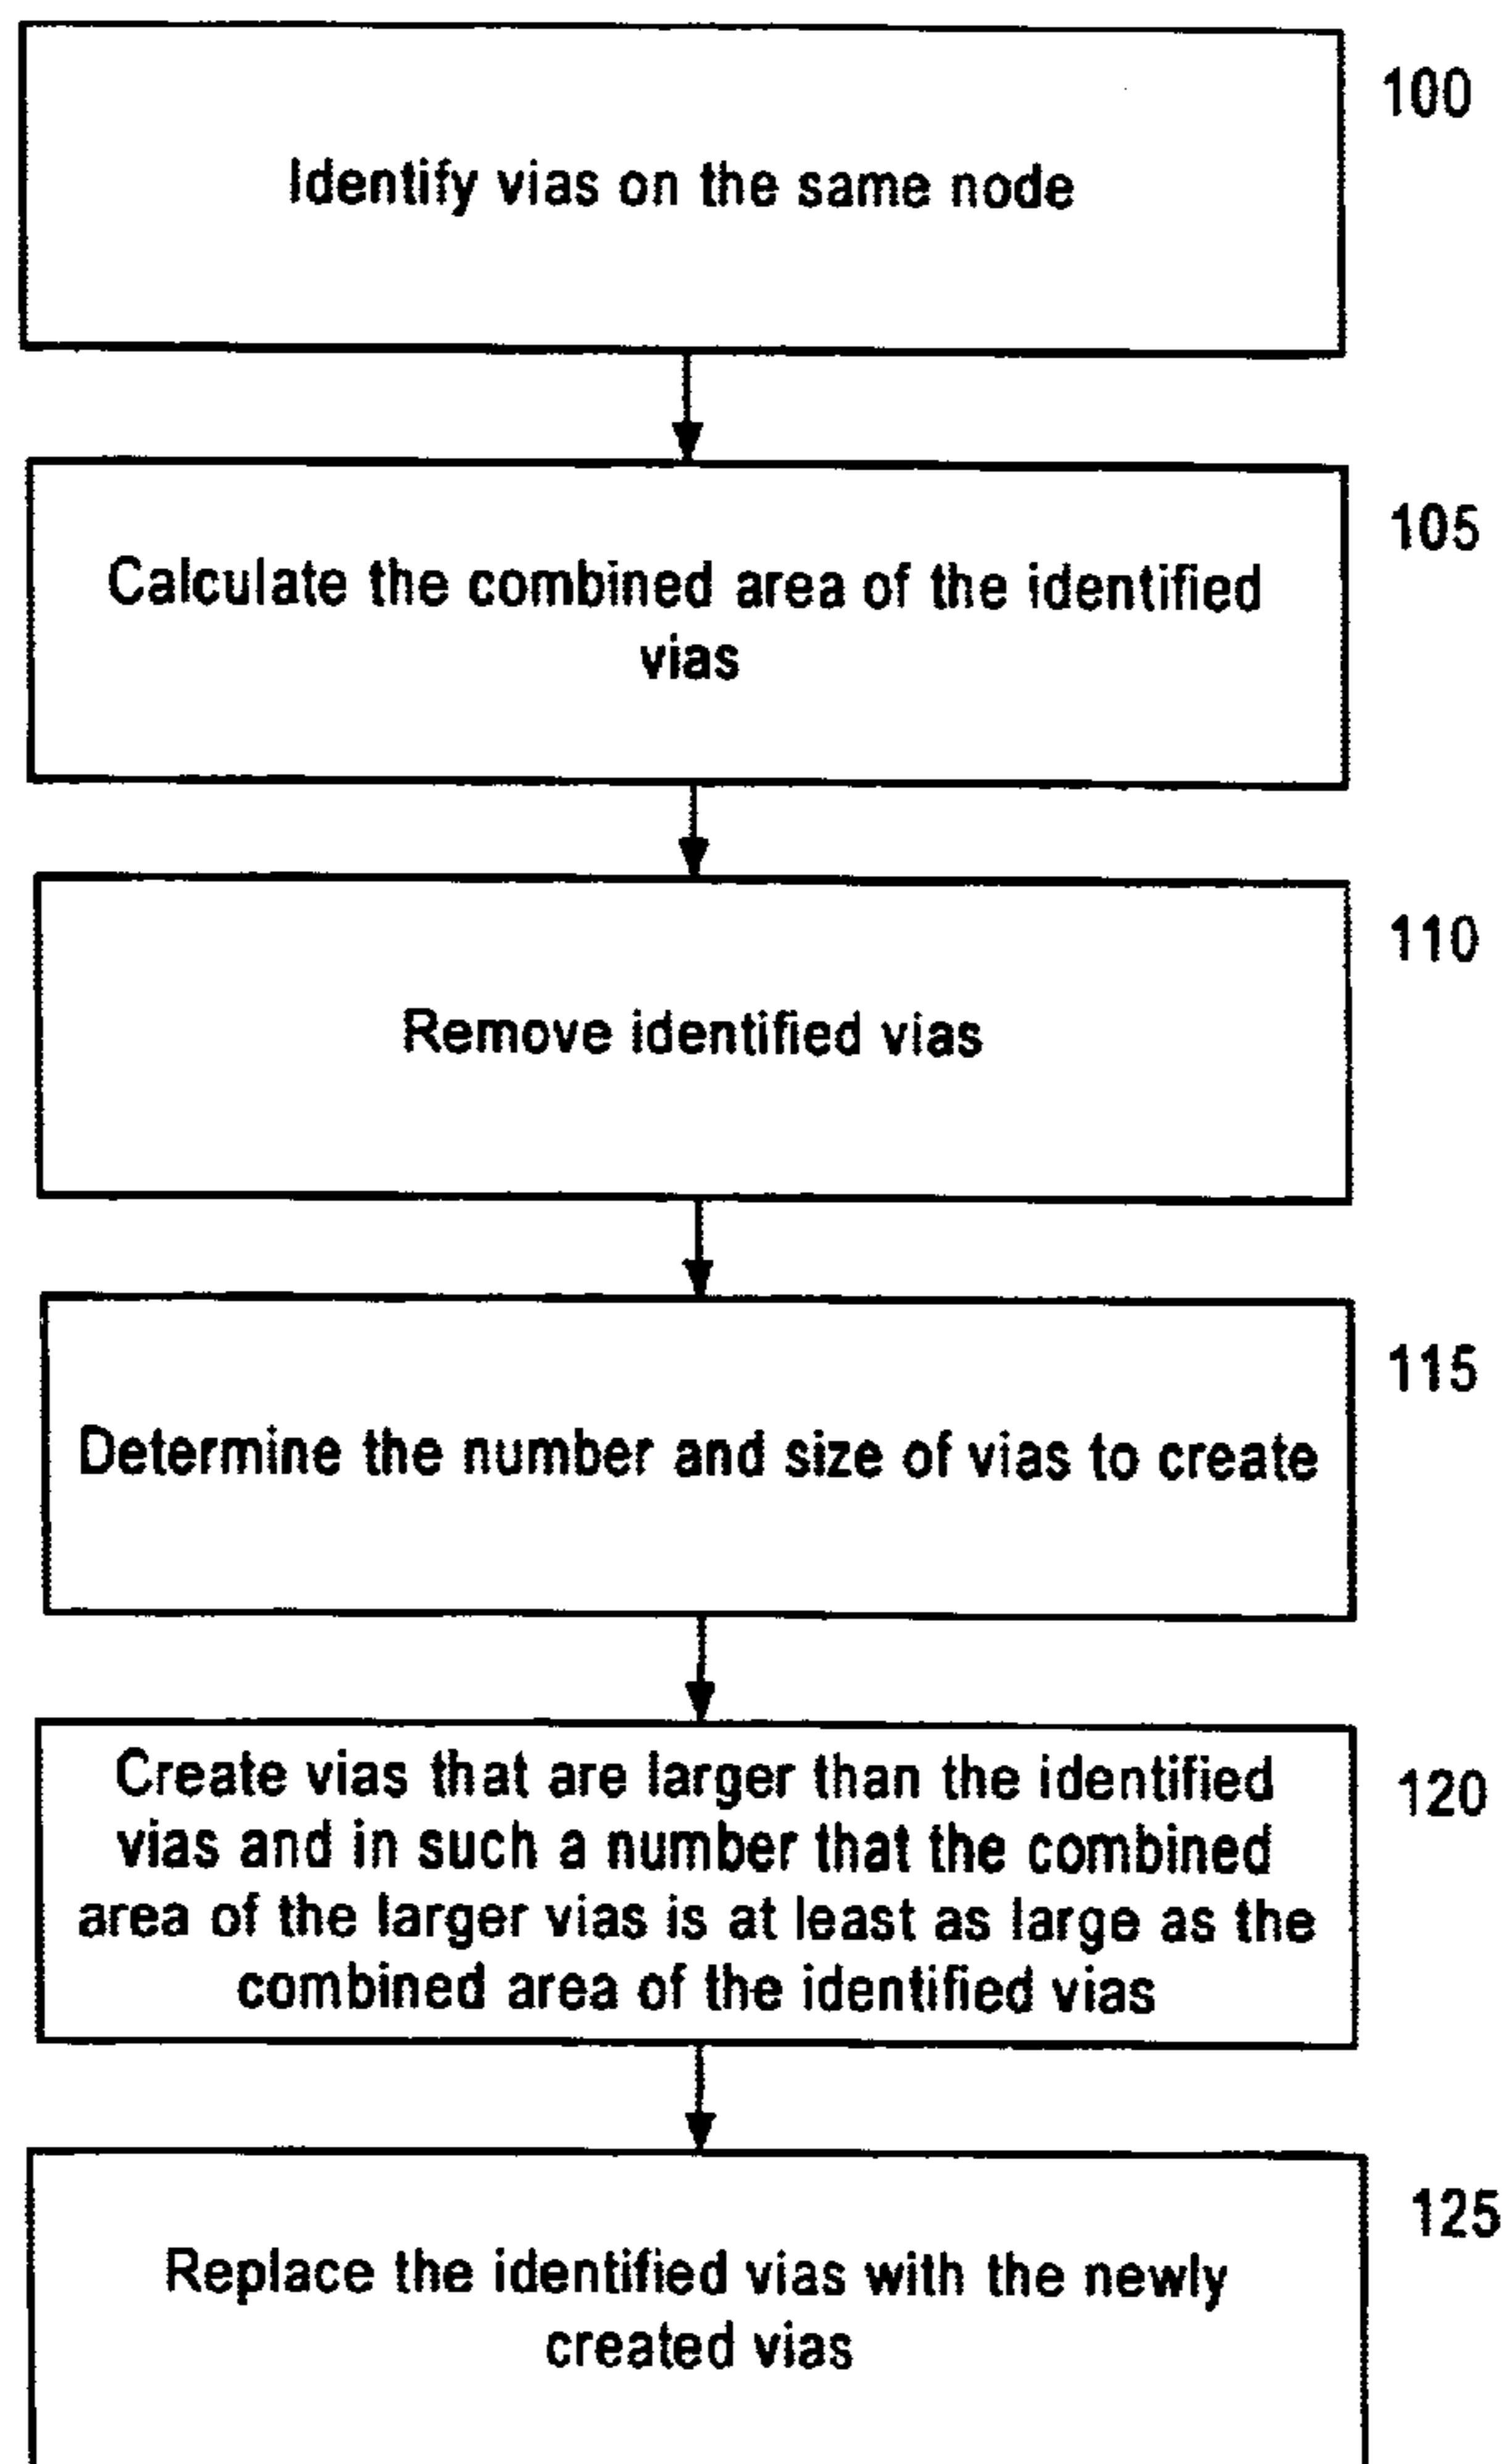 100
Identify vias on the same node
105
Calculate the combined area of the identified
vias
110
Remove identified vias
115
Determine the number and size of vias to create
120
Create vias that are larger than the identified
vias and in such a number that the combined
area of the larger vias is at least as large as the
combined area of the identified vias
125
Replace the identified vias with the newly
created vias